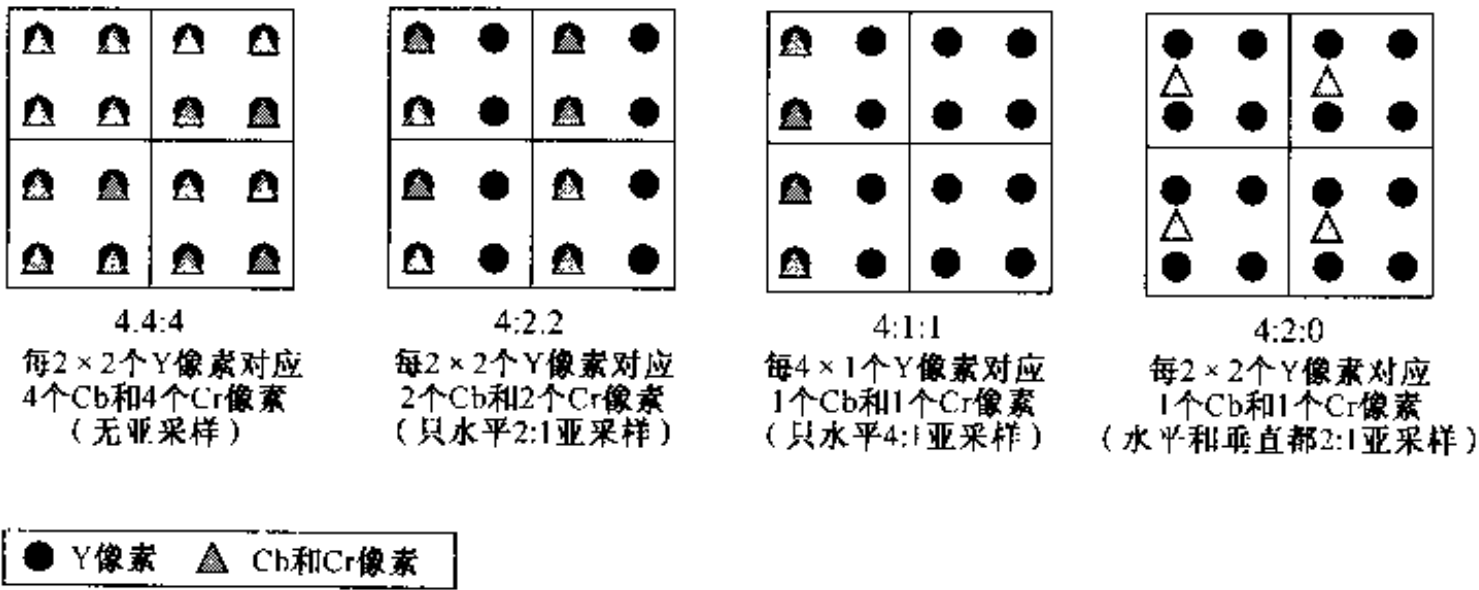 4.4:4
每2×2个Y像素对应
4个Cb和4个Cr像素
(无亚采样)
4:2.2
每2×2个Y像素对应
2个Cb和2个Cr像素
(只水平2:1亚采样)
4:1:1
每4×1个Y像素对应
1个Cb和1个Cr像素
(只水平4:1亚采样)
4:2:0
每2×2个Y像素对应
1个Cb和1个Cr像素
(水平和垂直都2:1亚采样)
Y像素 Cb和Cr像素